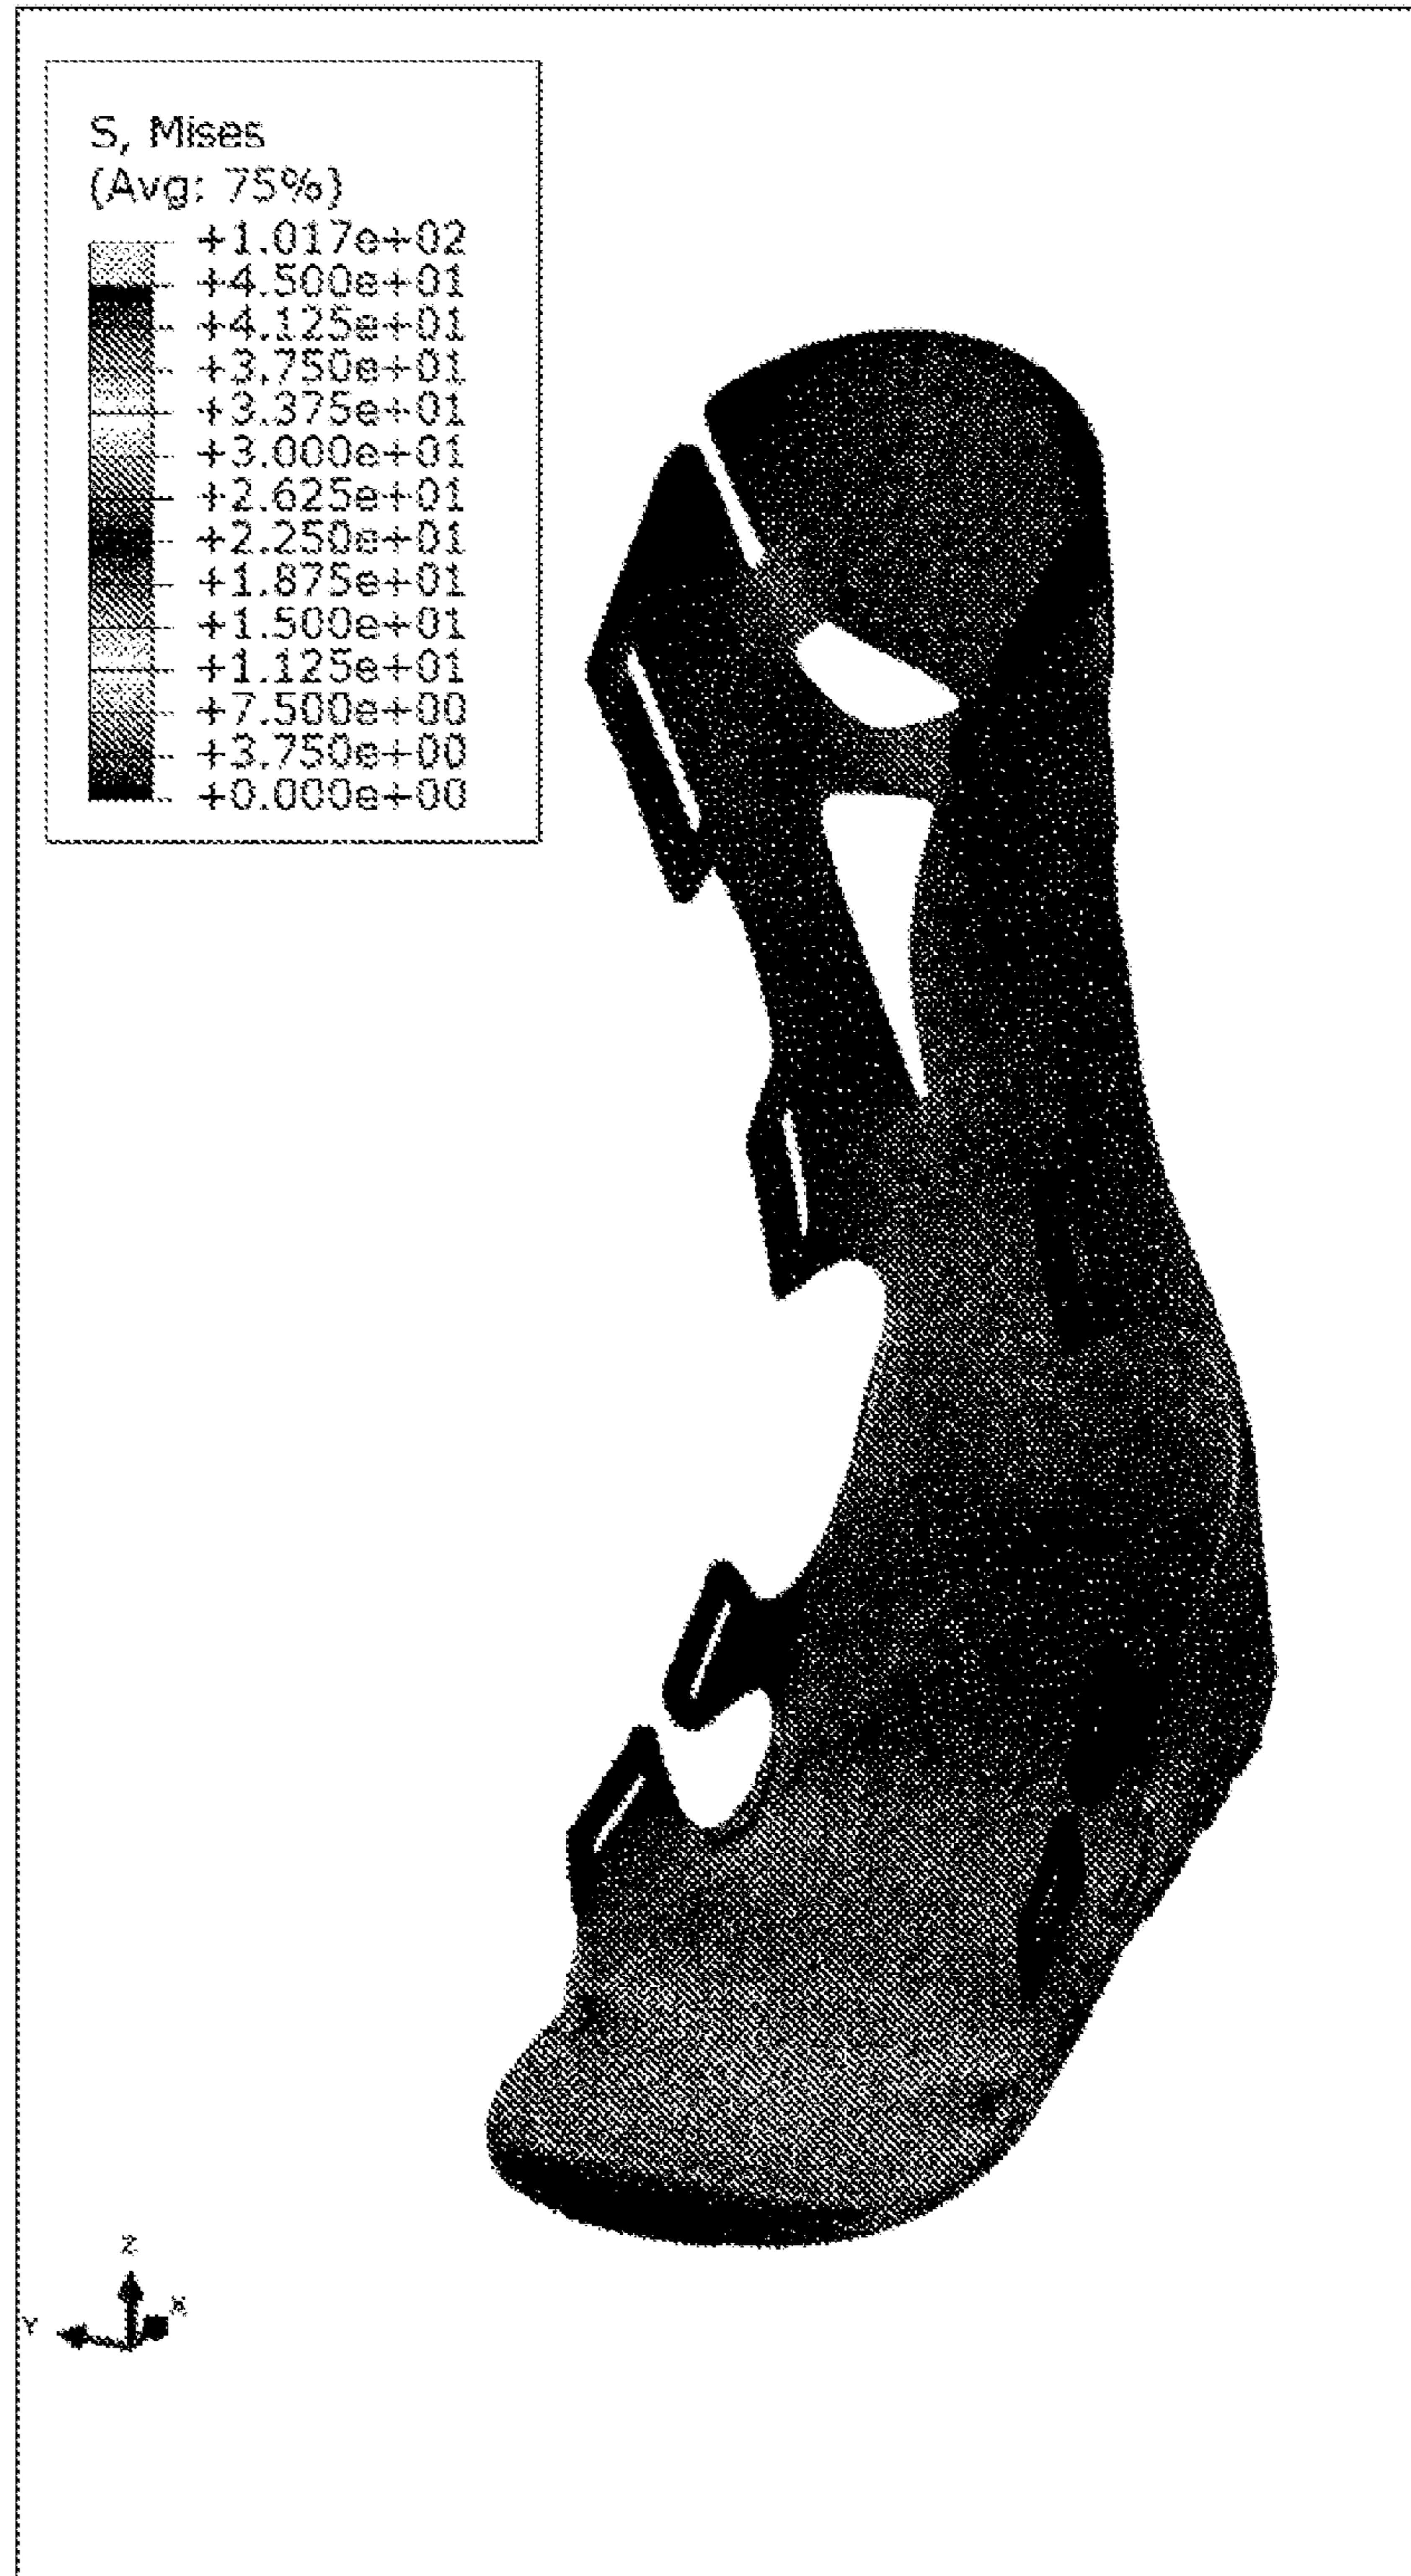 S, Mises
(Avg: 75%)
+1.017e+02
+4.500e+01
+4.125e+01
+3.750e+01
+3.375e+01
+3.000e+01
+2.625e+01
+2.250e+01
+1.875e+01
+1.500e+01
+1.125e+01
+7.500e+00
+3.750e+00
+0.000e+00
Z
X
Y